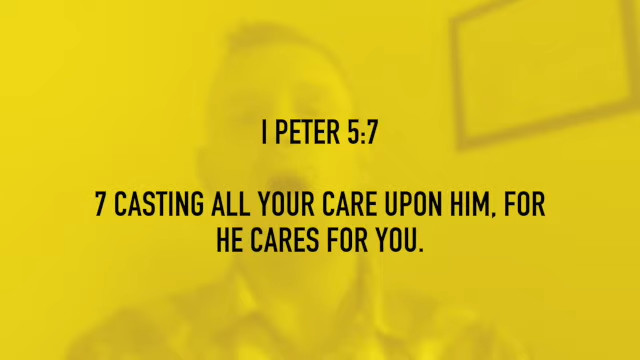 I PETER 5:7
7 CASTING ALL YOUR CARE UPON HIM, FOR
HE CARES FOR YOU.